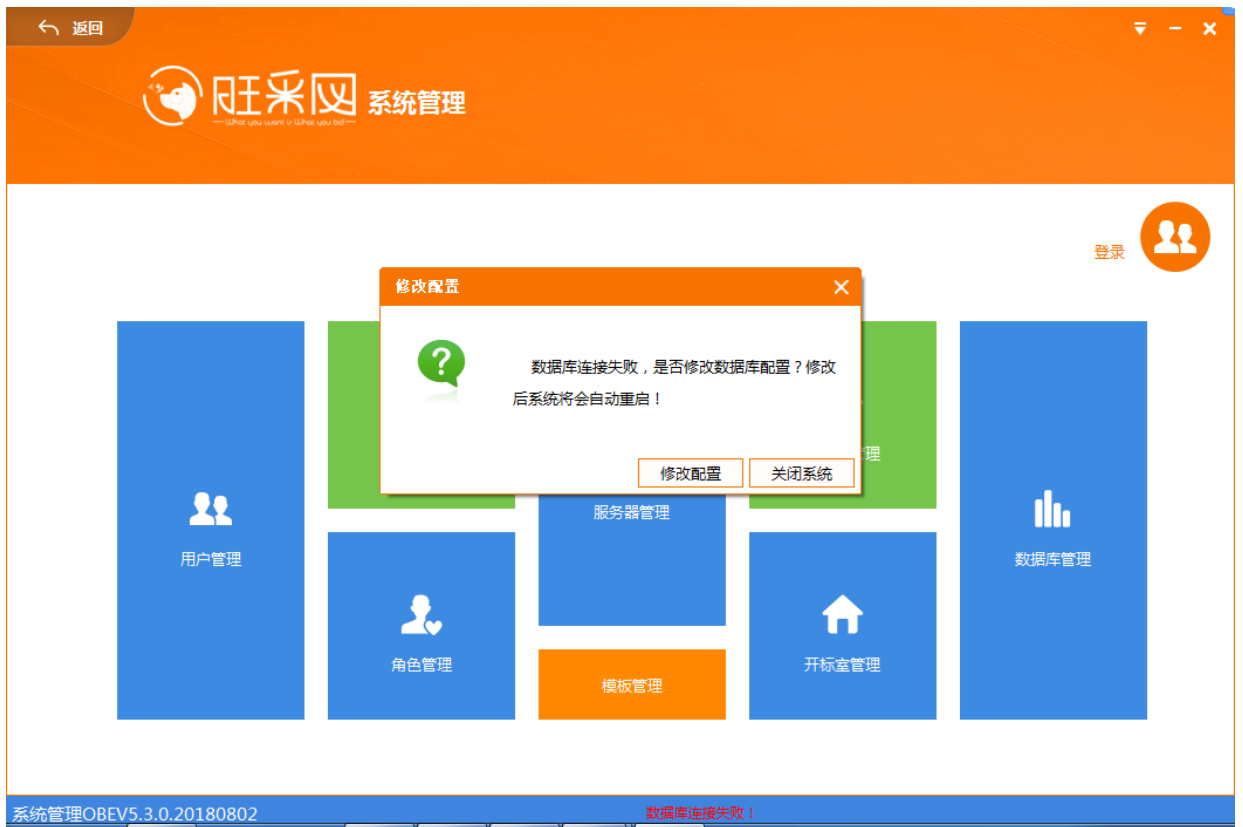 返回
旺采网 系统管理
What you want is What you bid
登录
修改配置
数据库连接失败，是否修改数据库配置？修改
后系统将会自动重启！
修改配置
关闭系统
管理
服务器管理
用户管理
数据库管理
角色管理
开标室管理
模板管理
系统管理OBEV5.3.0.20180802
数据库连接失败！